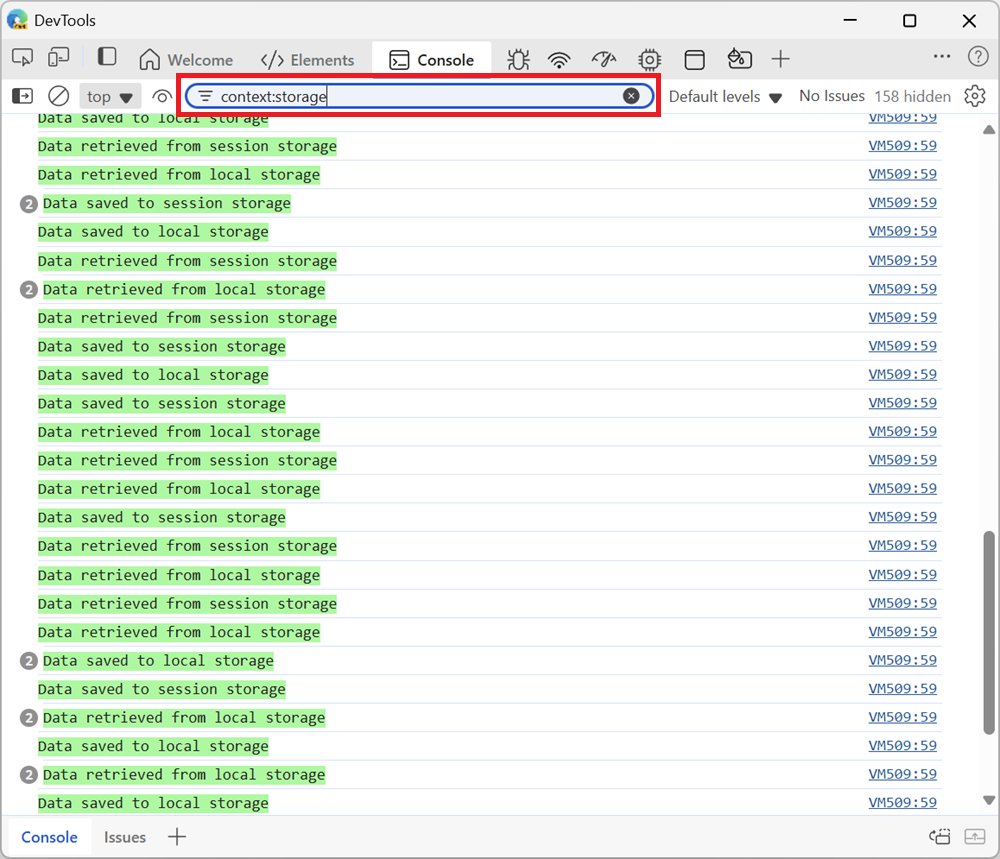 DevTools
Welcome Elements Console
top context:storage Default levels No Issues 158 hidden
Data saved to local storage VM509:59
Data retrieved from session storage VM509:59
Data retrieved from local storage VM509:59
2 Data saved to session storage VM509:59
Data saved to local storage VM509:59
Data retrieved from session storage VM509:59
2 Data retrieved from local storage VM509:59
Data retrieved from session storage VM509:59
Data saved to session storage VM509:59
Data saved to local storage VM509:59
Data saved to session storage VM509:59
Data retrieved from local storage VM509:59
Data retrieved from session storage VM509:59
Data retrieved from local storage VM509:59
Data saved to session storage VM509:59
Data retrieved from session storage VM509:59
Data retrieved from local storage VM509:59
Data retrieved from session storage VM509:59
Data retrieved from local storage VM509:59
2 Data saved to local storage VM509:59
Data saved to session storage VM509:59
2 Data retrieved from local storage VM509:59
Data saved to local storage VM509:59
2 Data retrieved from local storage VM509:59
Data saved to local storage VM509:59
Console Issues